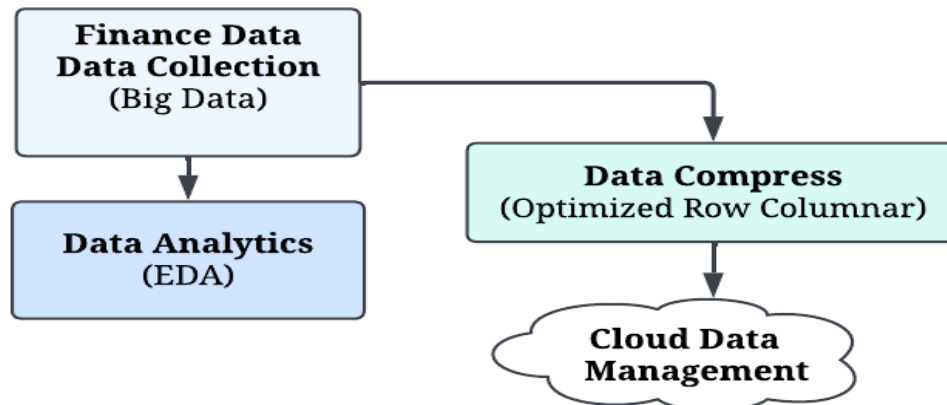 Finance Data
Data Collection
(Big Data)
Data Compress
(Optimized Row Columnar)
Data Analytics
(EDA)
Cloud Data
Management